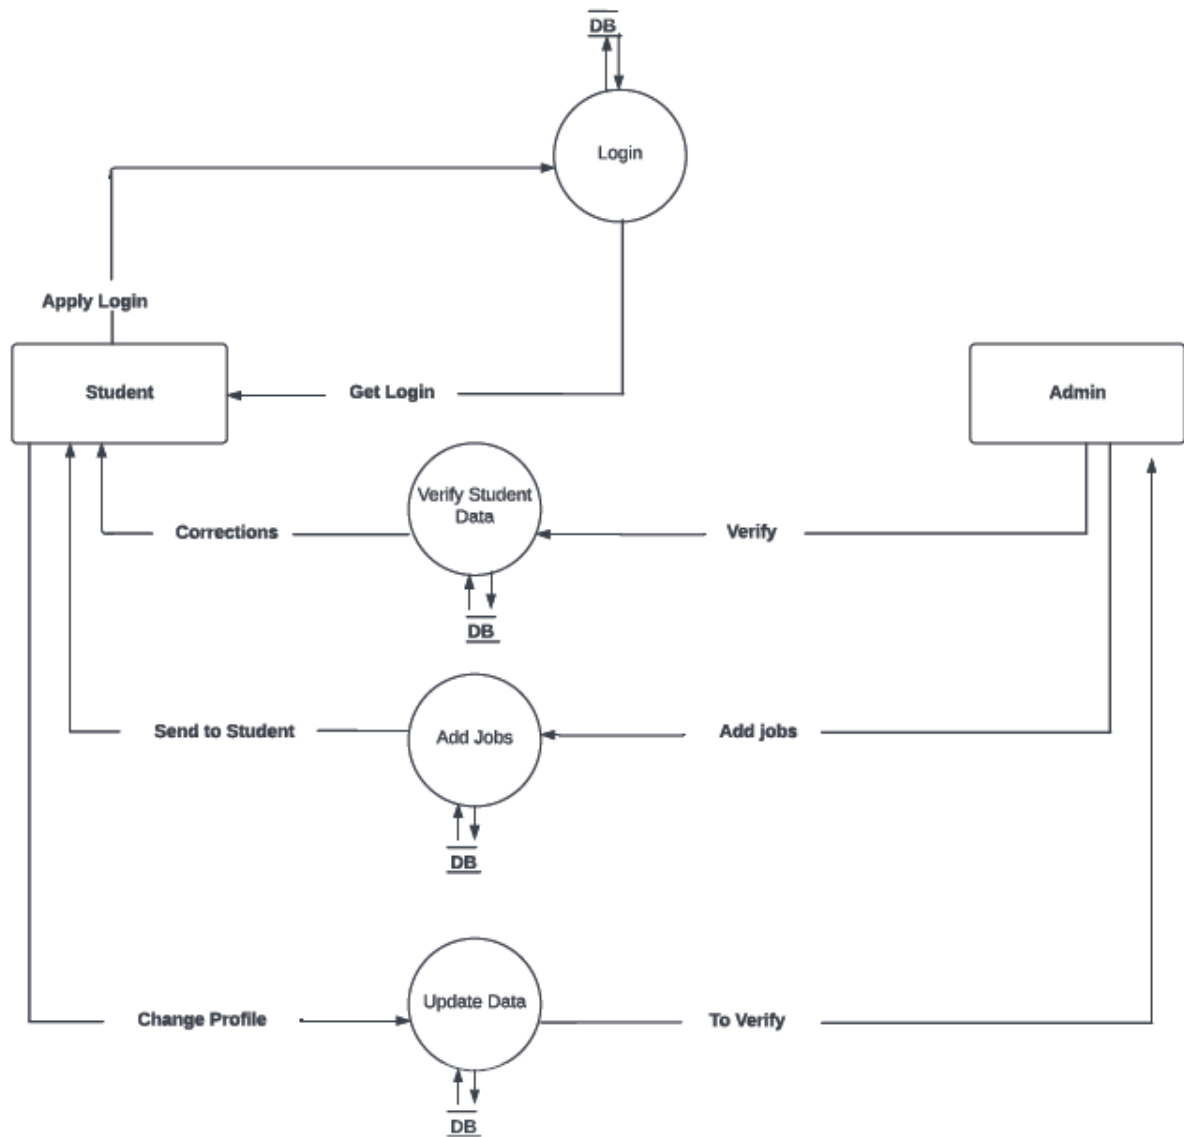 DB
Login
Apply Login
Student
Get Login
Admin
Verify Student
Data
Corrections
Verify
DB
Send to Student
Add Jobs
Add jobs
DB
Change Profile
Update Data
To Verify
DB